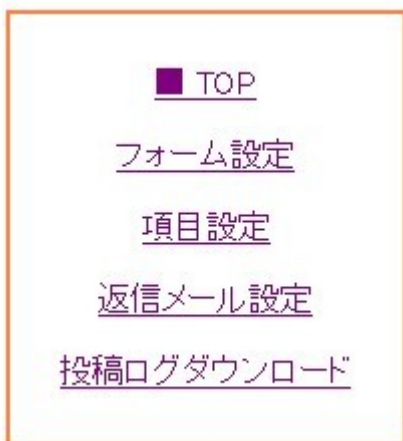 ■ TOP
フォーム設定
項目設定
返信メール設定
投稿ログダウンロード